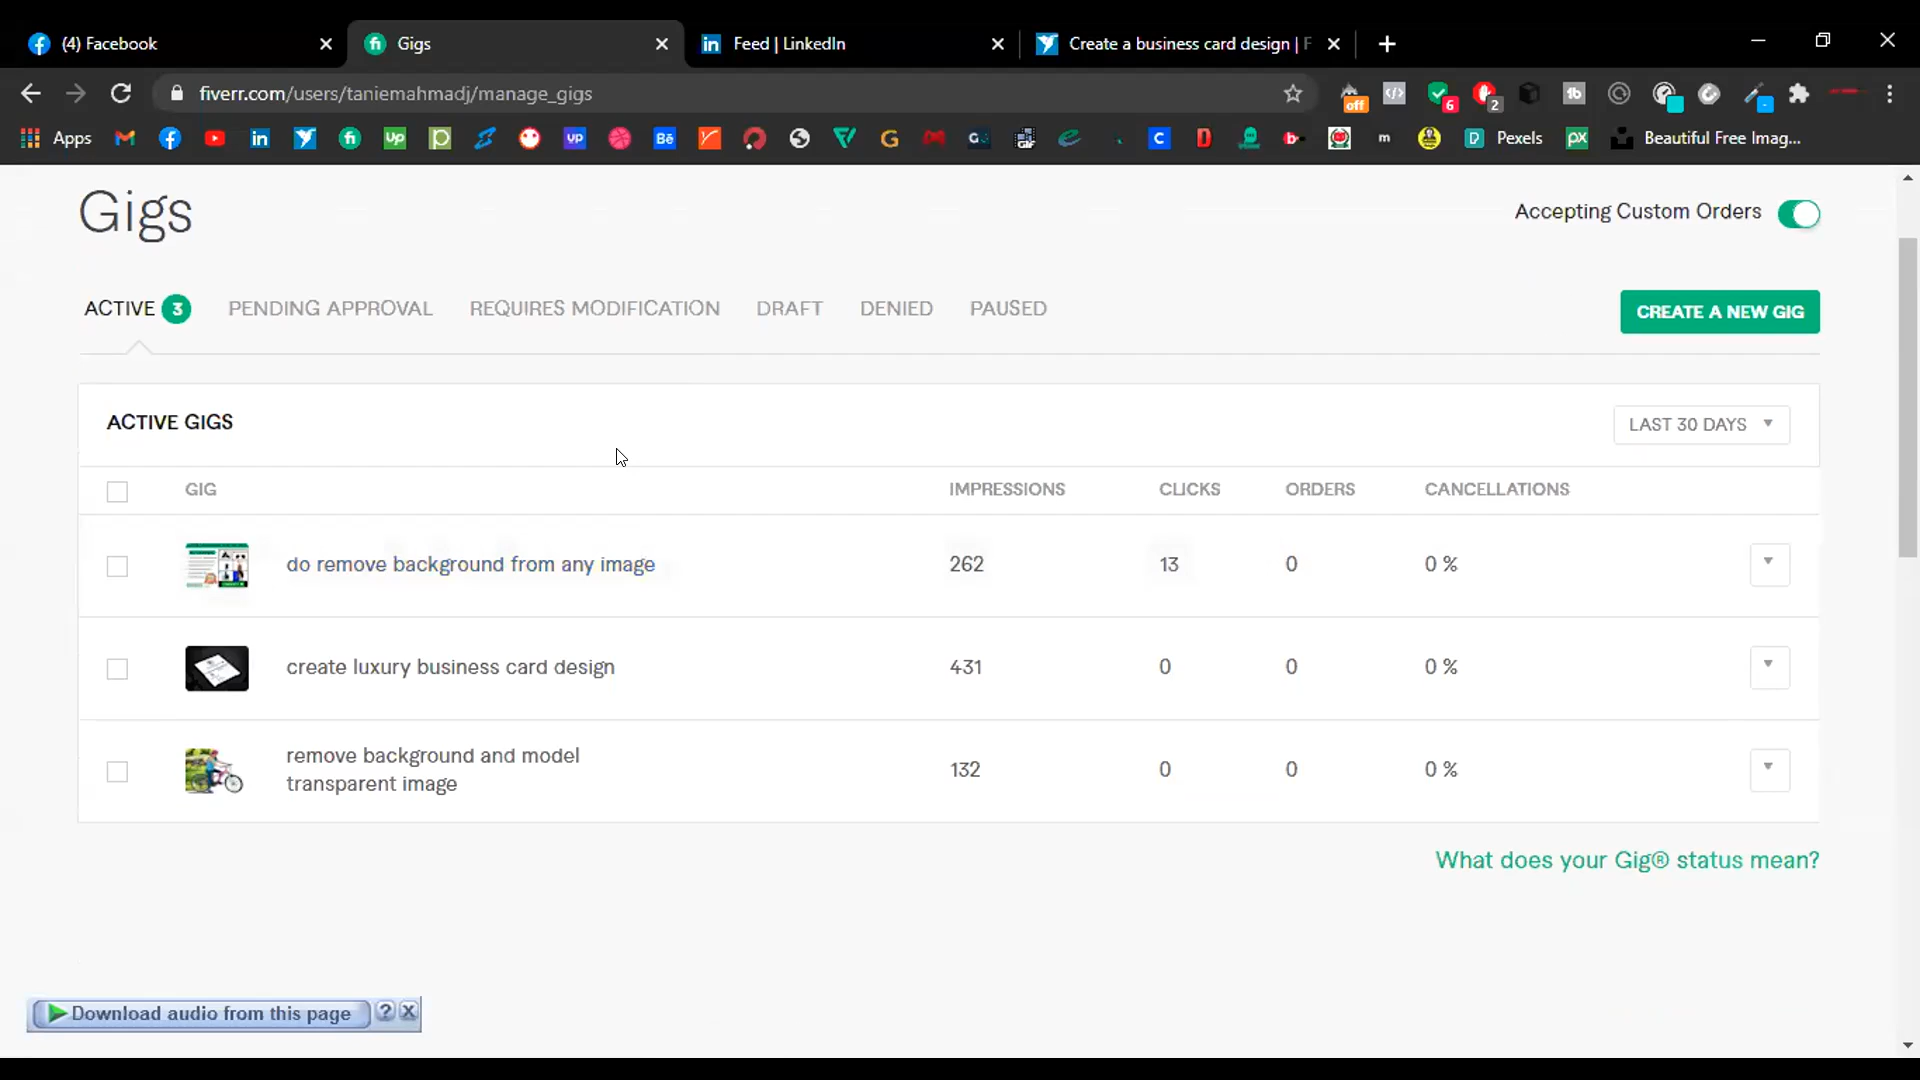 (4) Facebook
Gigs
Feed | LinkedIn
Create a business card design | F
fiverr.com/users/taniemahmadj/manage_gigs
off
6
2
Apps
Pexels
Beautiful Free Imag...
Gigs
Accepting Custom Orders
ACTIVE 3
PENDING APPROVAL
REQUIRES MODIFICATION
DRAFT
DENIED
PAUSED
CREATE A NEW GIG
ACTIVE GIGS
LAST 30 DAYS
GIG IMPRESSIONS CLICKS ORDERS CANCELLATIONS
do remove background from any image 262 13 0 0 %
create luxury business card design 431 0 0 0 %
remove background and model
transparent image 132 0 0 0 %
What does your Gig® status mean?
Download audio from this page